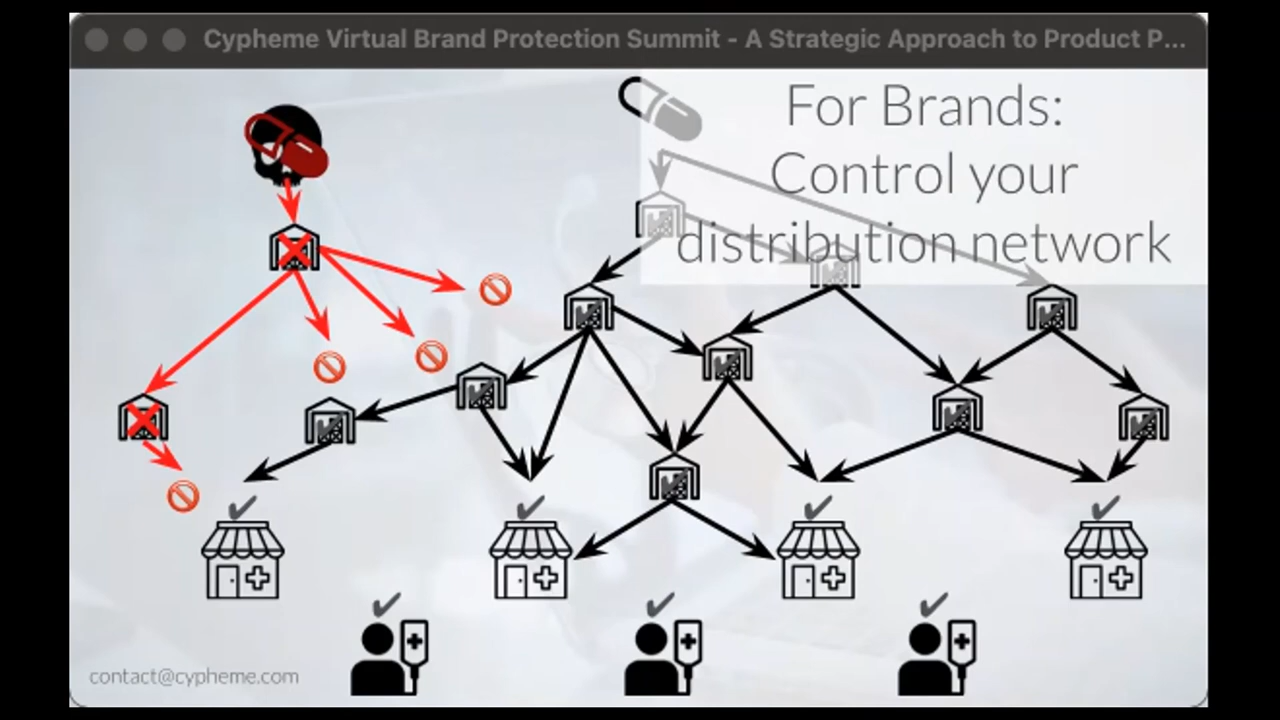 Cypheme Virtual Brand Protection Summit - A Strategic Approach to Product P...
For Brands:
Control your
distribution network
contact@cypheme.com